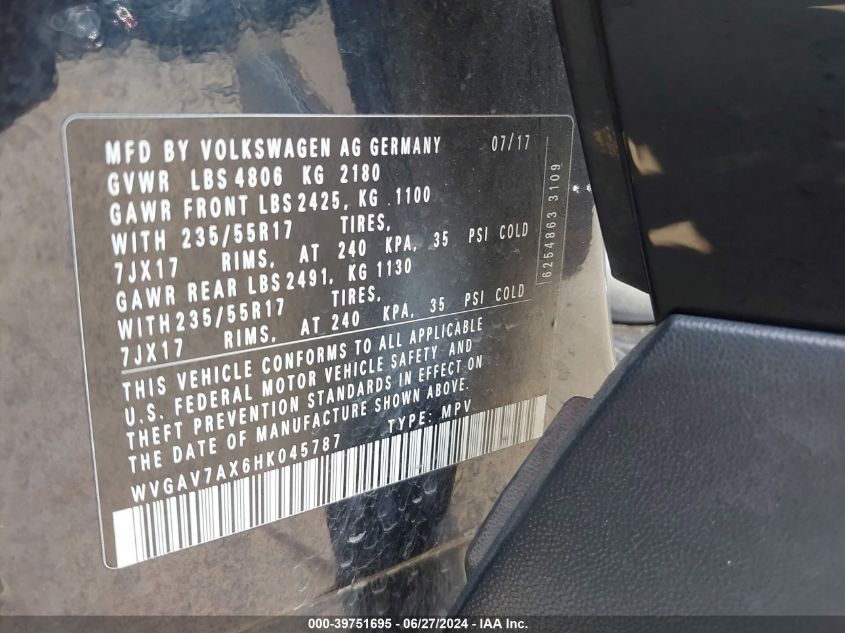 MFD BY VOLKSWAGEN AG GERMANY 07/17
GVWR LBS 4806 KG 2180
GAWR FRONT LBS 2425, KG 1100
WITH 235/55R17 TIRES,
7JX17 RIMS, AT 240 KPA, 35 PSI COLD
GAWR REAR LBS 2491, KG 1130
WITH 235/55R17 TIRES,
7JX17 RIMS, AT 240 KPA, 35 PSI COLD
THIS VEHICLE CONFORMS TO ALL APPLICABLE
U.S. FEDERAL MOTOR VEHICLE SAFETY AND
THEFT PREVENTION STANDARDS IN EFFECT ON
THE DATE OF MANUFACTURE SHOWN ABOVE.
WVGAV7AX6HK045787 TYPE: MPV
6254863 3109
000-39751695 - 06/27/2024 - IAA Inc.